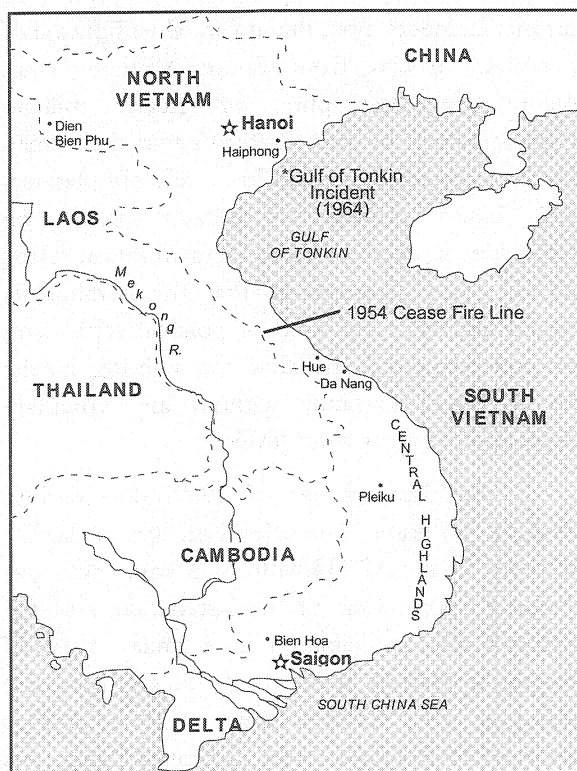 CHINA
NORTH
VIETNAM
Dien
Bien Phu
Hanoi
Haiphong
*Gulf of Tonkin
Incident
(1964)
LAOS
GULF
OF TONKIN
Mekong R.
1954 Cease Fire Line
Hue
Da Nang
THAILAND
SOUTH
VIETNAM
CENTRAL HIGHLANDS
Pleiku
CAMBODIA
Bien Hoa
Saigon
SOUTH CHINA SEA
DELTA